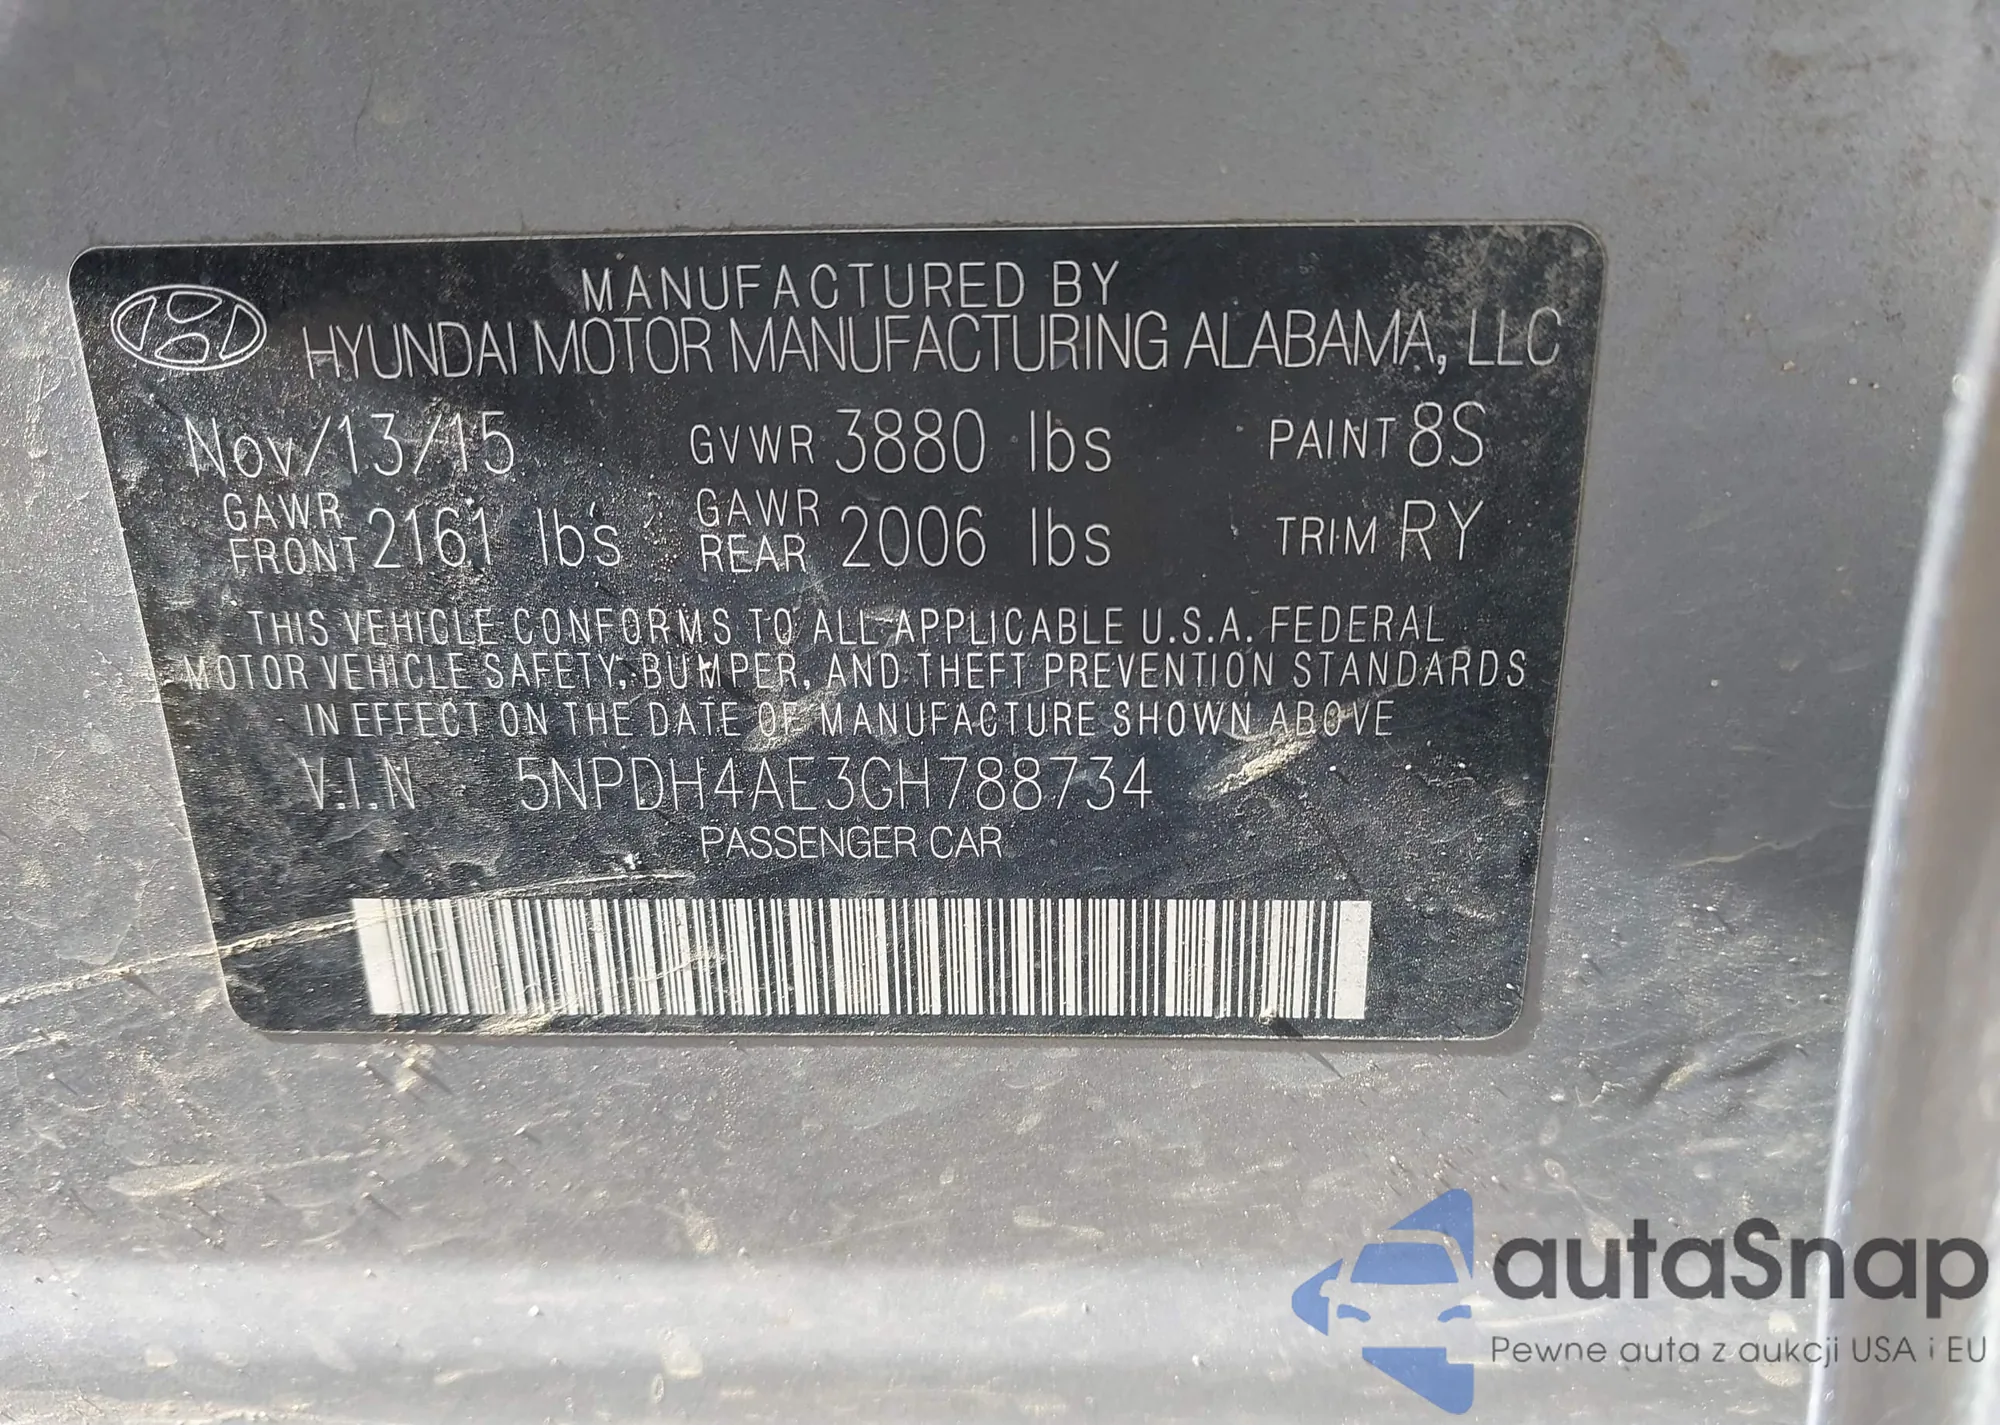 MANUFACTURED BY
HYUNDAI MOTOR MANUFACTURING ALABAMA, LLC
Nov/13/15 GVWR 3880 lbs PAINT 8S
GAWR FRONT 2161 lbs GAWR REAR 2006 lbs TRIM RY
THIS VEHICLE CONFORMS TO ALL APPLICABLE U.S.A. FEDERAL
MOTOR VEHICLE SAFETY, BUMPER, AND THEFT PREVENTION STANDARDS
IN EFFECT ON THE DATE OF MANUFACTURE SHOWN ABOVE
V.I.N 5NPDH4AE3GH788734
PASSENGER CAR
autaSnap
Pewne auta z aukcji USA i EU